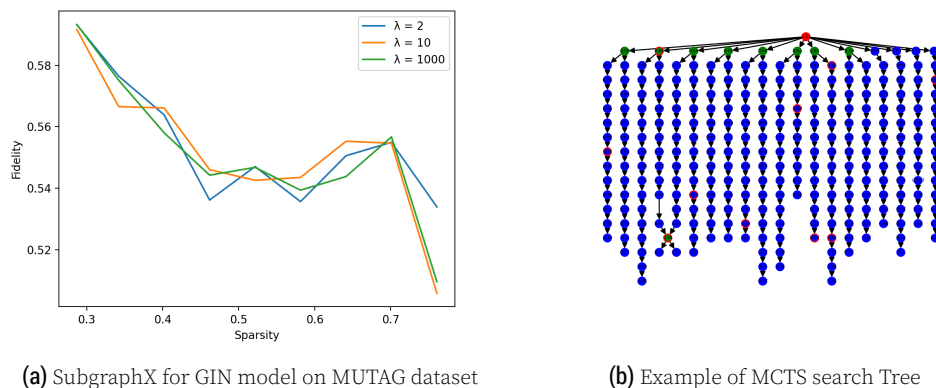 λ = 2
λ = 10
λ = 1000
0.58
0.56
0.54
0.52
Fidelity
0.3 0.4 0.5 0.6 0.7
Sparsity
(a) SubgraphX for GIN model on MUTAG dataset
(b) Example of MCTS search Tree